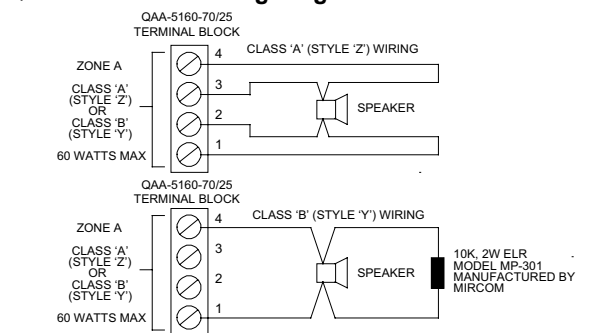 QAA-5160-70/25
TERMINAL BLOCK
4
CLASS 'A' (STYLE 'Z') WIRING
ZONE A
CLASS 'A'
(STYLE 'Z')
OR
CLASS 'B'
(STYLE 'Y')
3
2
SPEAKER
1
60 WATTS MAX
QAA-5160-70/25
TERMINAL BLOCK
4
CLASS 'B' (STYLE 'Y') WIRING
ZONE A
CLASS 'A'
(STYLE 'Z')
OR
CLASS 'B'
(STYLE 'Y')
3
2
SPEAKER
10K, 2W ELR
MODEL MP-301
MANUFACTURED BY
MIRCOM
1
60 WATTS MAX